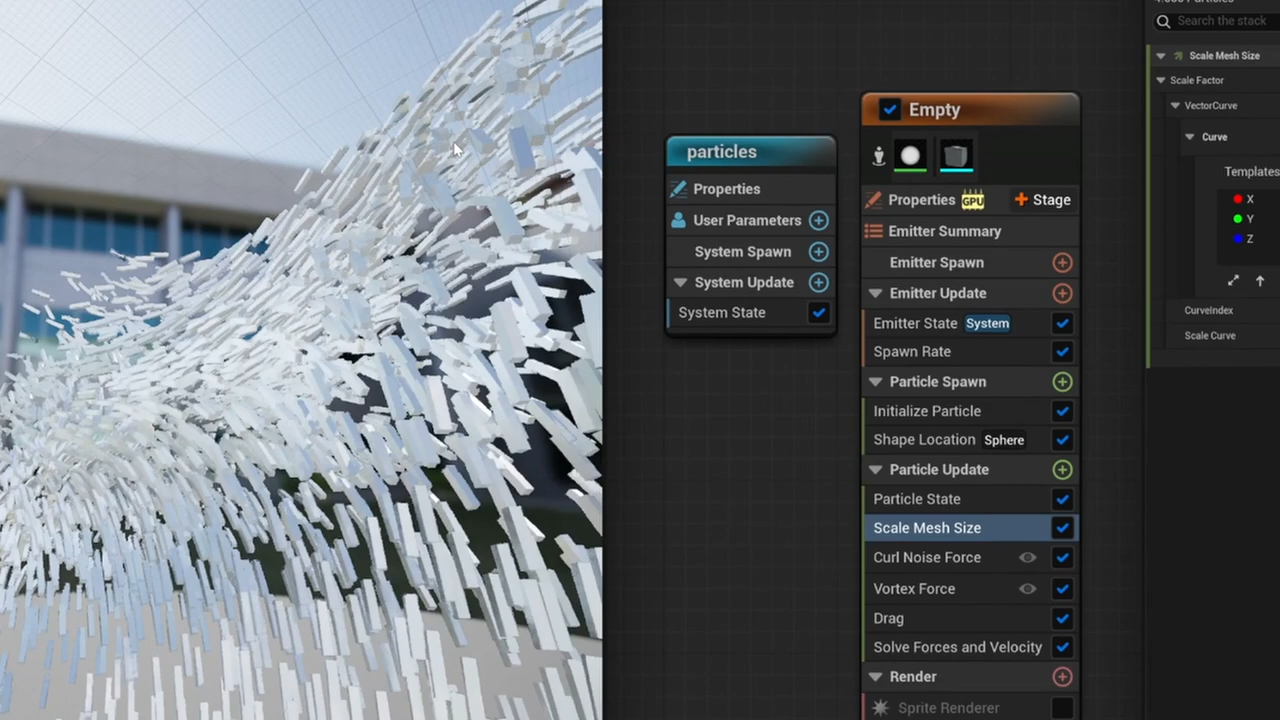 particles
Properties
User Parameters
System Spawn
System Update
System State
Empty
Properties GPU Stage
Emitter Summary
Emitter Spawn
Emitter Update
Emitter State System
Spawn Rate
Particle Spawn
Initialize Particle
Shape Location Sphere
Particle Update
Particle State
Scale Mesh Size
Curl Noise Force
Vortex Force
Drag
Solve Forces and Velocity
Render
Sprite Renderer
Search the stack
Scale Mesh Size
Scale Factor
VectorCurve
Curve
Templates
X
Y
Z
CurveIndex
Scale Curve